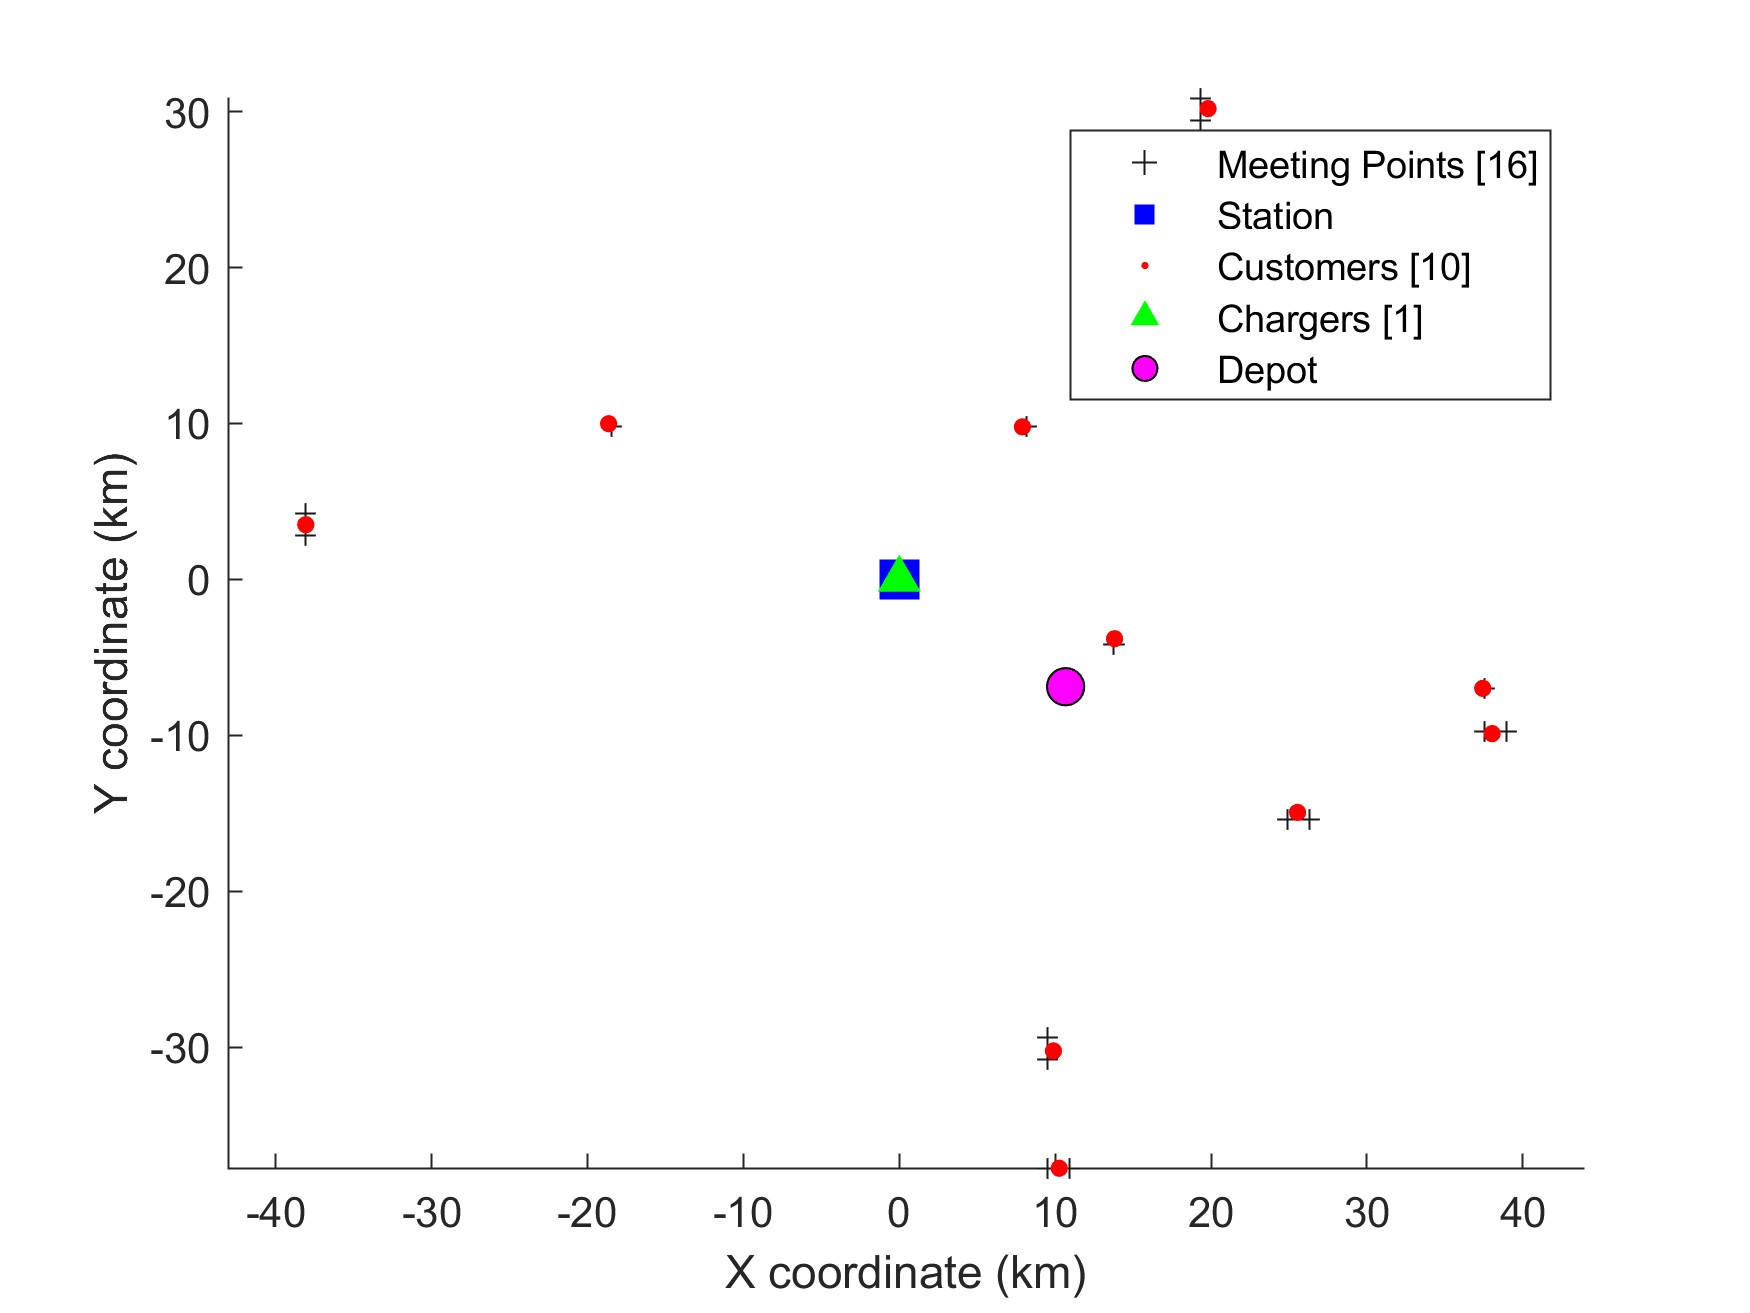 30
20
10
0
-10
-20
-30
Y coordinate (km)
Meeting Points [16]
Station
Customers [10]
Chargers [1]
Depot
-40 -30 -20 -10 0 10 20 30 40
X coordinate (km)